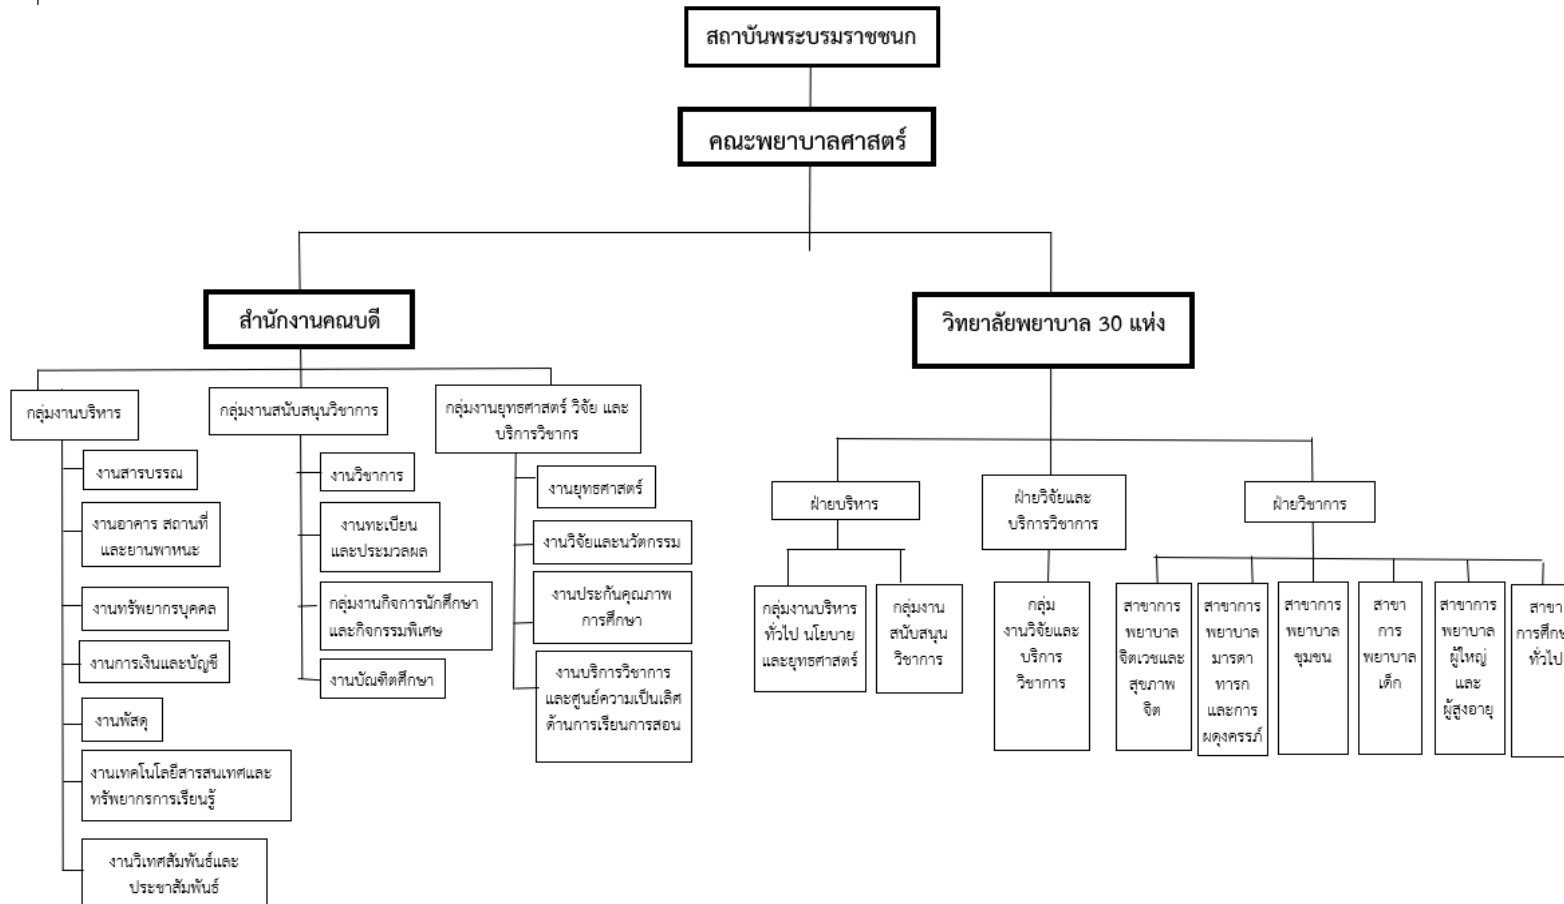 สถาบันพระบรมราชชนก
คณะพยาบาลศาสตร์
สำนักงานคณบดี
วิทยาลัยพยาบาล 30 แห่ง
กลุ่มงานบริหาร
งานสารบรรณ
งานอาคาร สถานที่
และยานพาหนะ
งานทรัพยากรบุคคล
งานการเงินและบัญชี
งานพัสดุ
งานเทคโนโลยีสารสนเทศและ
ทรัพยากรการเรียนรู้
งานวิเทศสัมพันธ์และ
ประชาสัมพันธ์
กลุ่มงานสนับสนุนวิชาการ
งานวิชาการ
งานทะเบียน
และประมวลผล
กลุ่มงานกิจการนักศึกษา
และกิจกรรมพิเศษ
งานบัณฑิตศึกษา
กลุ่มงานยุทธศาสตร์ วิจัย และ
บริการวิชากร
งานยุทธศาสตร์
งานวิจัยและนวัตกรรม
งานประกันคุณภาพ
การศึกษา
งานบริการวิชาการ
และศูนย์ความเป็นเลิศ
ด้านการเรียนการสอน
ฝ่ายบริหาร
กลุ่มงานบริหาร
ทั่วไป นโยบาย
และยุทธศาสตร์
กลุ่มงาน
สนับสนุน
วิชาการ
ฝ่ายวิจัยและ
บริการวิชาการ
กลุ่ม
งานวิจัยและ
บริการ
วิชาการ
ฝ่ายวิชาการ
สาขาการ
พยาบาล
จิตเวชและ
สุขภาพ
จิต
สาขาการ
พยาบาล
มารดา
ทารก
และการ
ผดุงครรภ์
สาขาการ
พยาบาล
ชุมชน
สาขา
การ
พยาบาล
เด็ก
สาขาการ
พยาบาล
ผู้ใหญ่
และ
ผู้สูงอายุ
สาขา
การศึกษ
ทั่วไป